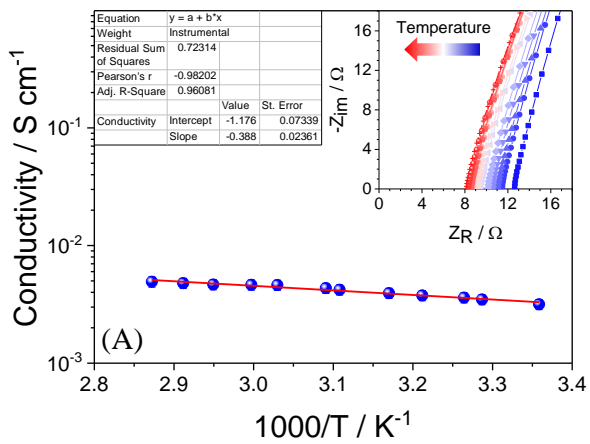 Equation y = a + b*x
Weight Instrumental
Residual Sum of Squares 0.72314
Pearson's r -0.98202
Adj. R-Square 0.96081
Value St. Error
Conductivity Intercept -1.176 0.07339
Slope -0.388 0.02361
Temperature
-Z_im / Ω
16
12
8
4
0
0 4 8 12 16
Z_R / Ω
Conductivity / S cm⁻¹
10⁻¹
10⁻²
10⁻³
(A)
2.8 2.9 3.0 3.1 3.2 3.3 3.4
1000/T / K⁻¹